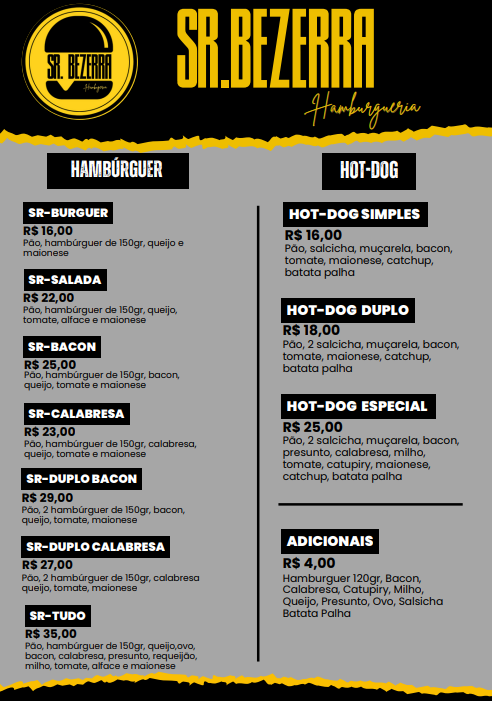 SR. BEZERRA
Hamburgueria
SR.BEZERRA
Hamburgueria
HAMBÚRGUER
SR-BURGUER
R$ 16,00
Pão, hambúrguer de 150gr, queijo e
maionese
SR-SALADA
R$ 22,00
Pão, hambúrguer de 150gr, queijo,
tomate, alface e maionese
SR-BACON
R$ 25,00
Pão, hambúrguer de 150gr, bacon,
queijo, tomate e maionese
SR-CALABRESA
R$ 23,00
Pão, hambúrguer de 150gr, calabresa,
queijo, tomate e maionese
SR-DUPLO BACON
R$ 29,00
Pão, 2 hambúrguer de 150gr, bacon,
queijo, tomate, maionese
SR-DUPLO CALABRESA
R$ 27,00
Pão, 2 hambúrguer de 150gr, calabresa
queijo, tomate, maionese
SR-TUDO
R$ 35,00
Pão, hambúrguer de 150gr, queijo,ovo,
bacon, calabresa, presunto, requeijão,
milho, tomate, alface e maionese
HOT-DOG
HOT-DOG SIMPLES
R$ 16,00
Pão, salcicha, muçarela, bacon,
tomate, maionese, catchup,
batata palha
HOT-DOG DUPLO
R$ 18,00
Pão, 2 salcicha, muçarela, bacon,
tomate, maionese, catchup,
batata palha
HOT-DOG ESPECIAL
R$ 25,00
Pão, 2 salcicha, muçarela, bacon,
presunto, calabresa, milho,
tomate, catupiry, maionese,
catchup, batata palha
ADICIONAIS
R$ 4,00
Hamburguer 120gr, Bacon,
Calabresa, Catupiry, Milho,
Queijo, Presunto, Ovo, Salsicha
Batata Palha